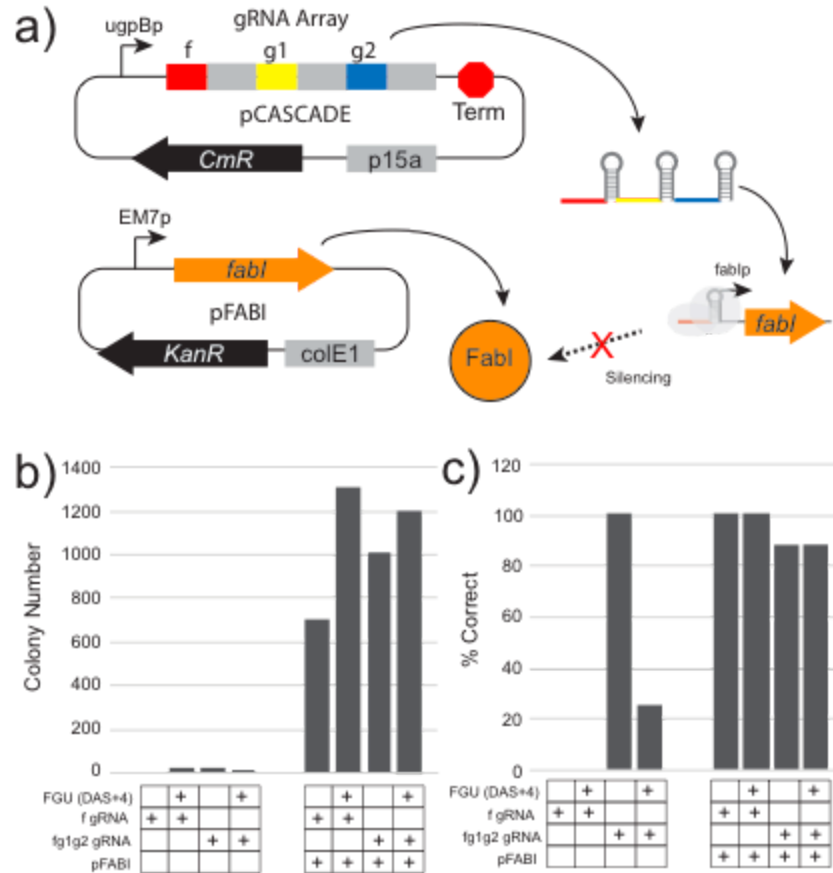 a)
ugpBp
gRNA Array
f g1 g2
pCASCADE
Term
CmR
p15a
EM7p
fabI
pFABI
KanR
colE1
FabI
fabIp
fabI
X
Silencing
b)
Colony Number
1400
1200
1000
800
600
400
200
0
FGU (DAS+4) + + + +
f gRNA + + + +
fg1g2 gRNA + + + +
pFABI + + + +
c)
% Correct
120
100
80
60
40
20
0
FGU (DAS+4) + + + +
f gRNA + + + +
fg1g2 gRNA + + + +
pFABI + + + +